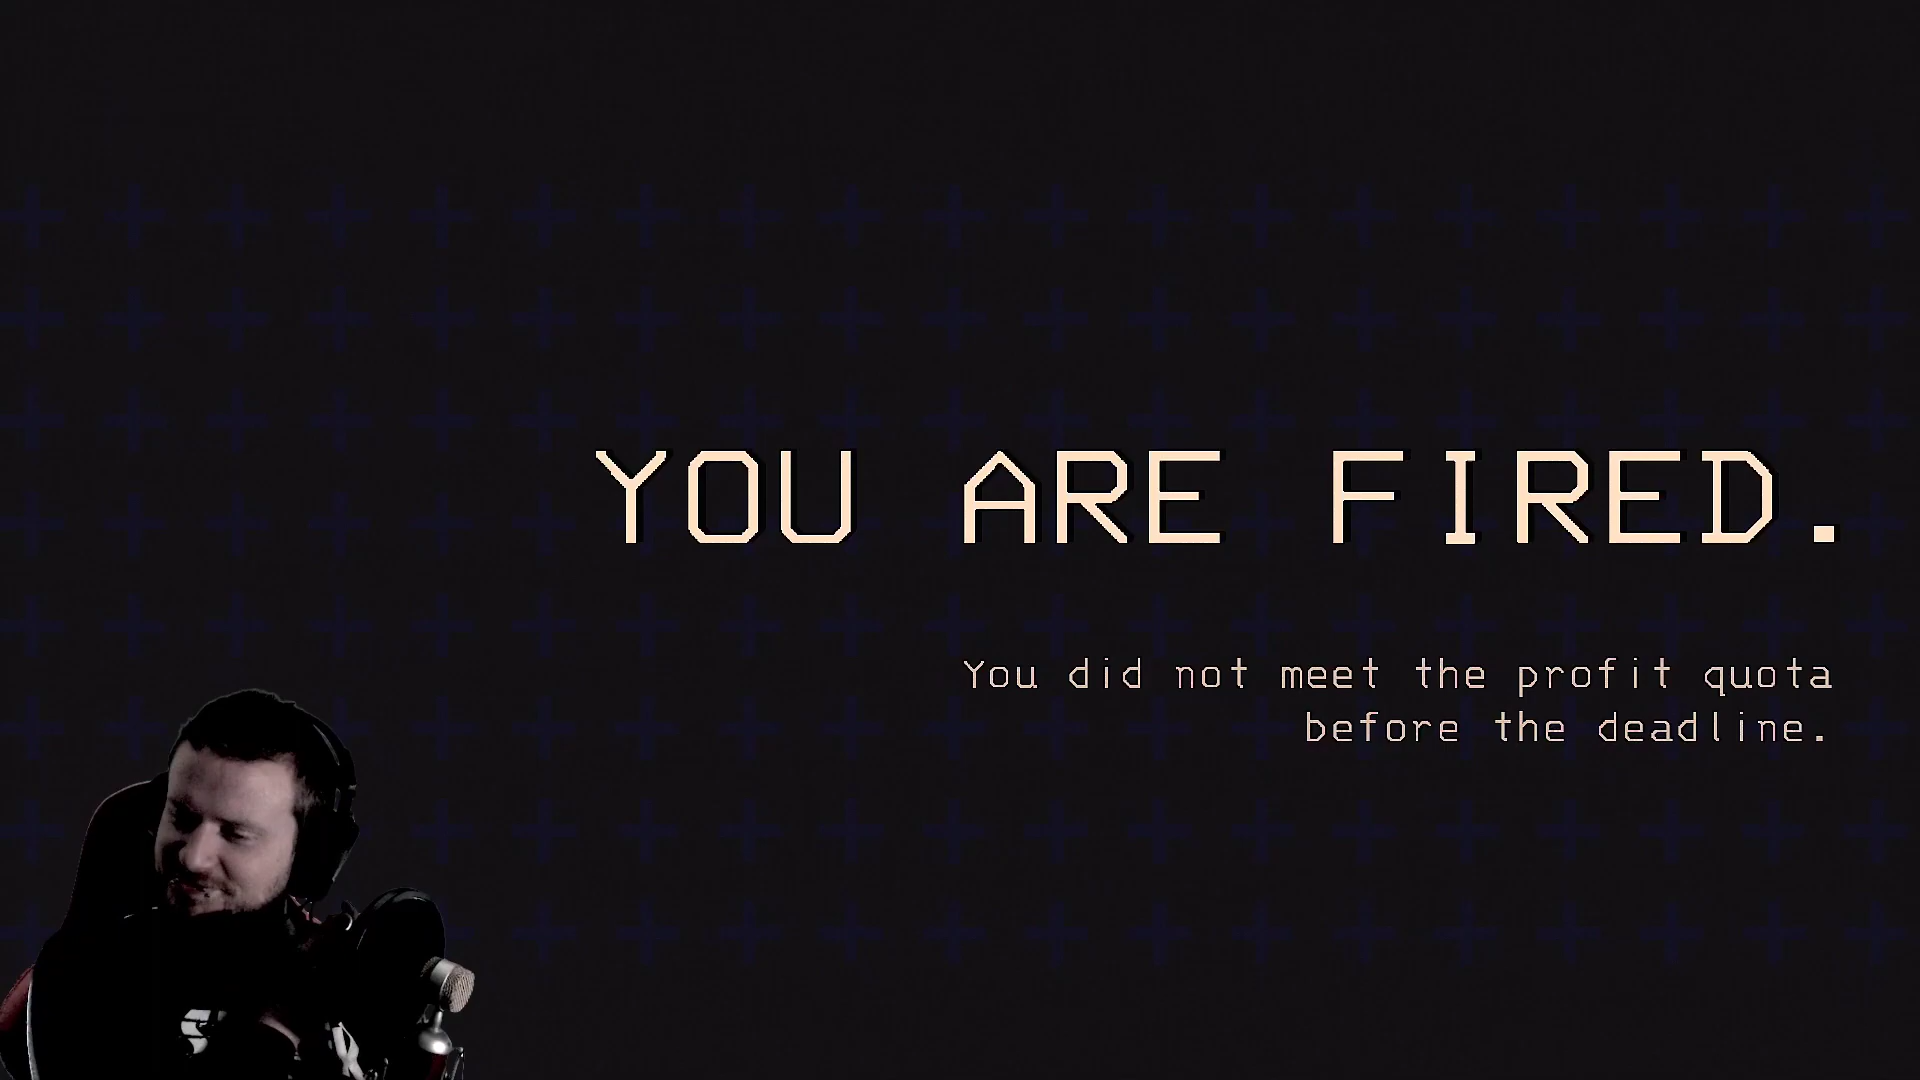 YOU ARE FIRED.
You did not meet the profit quota
before the deadline.